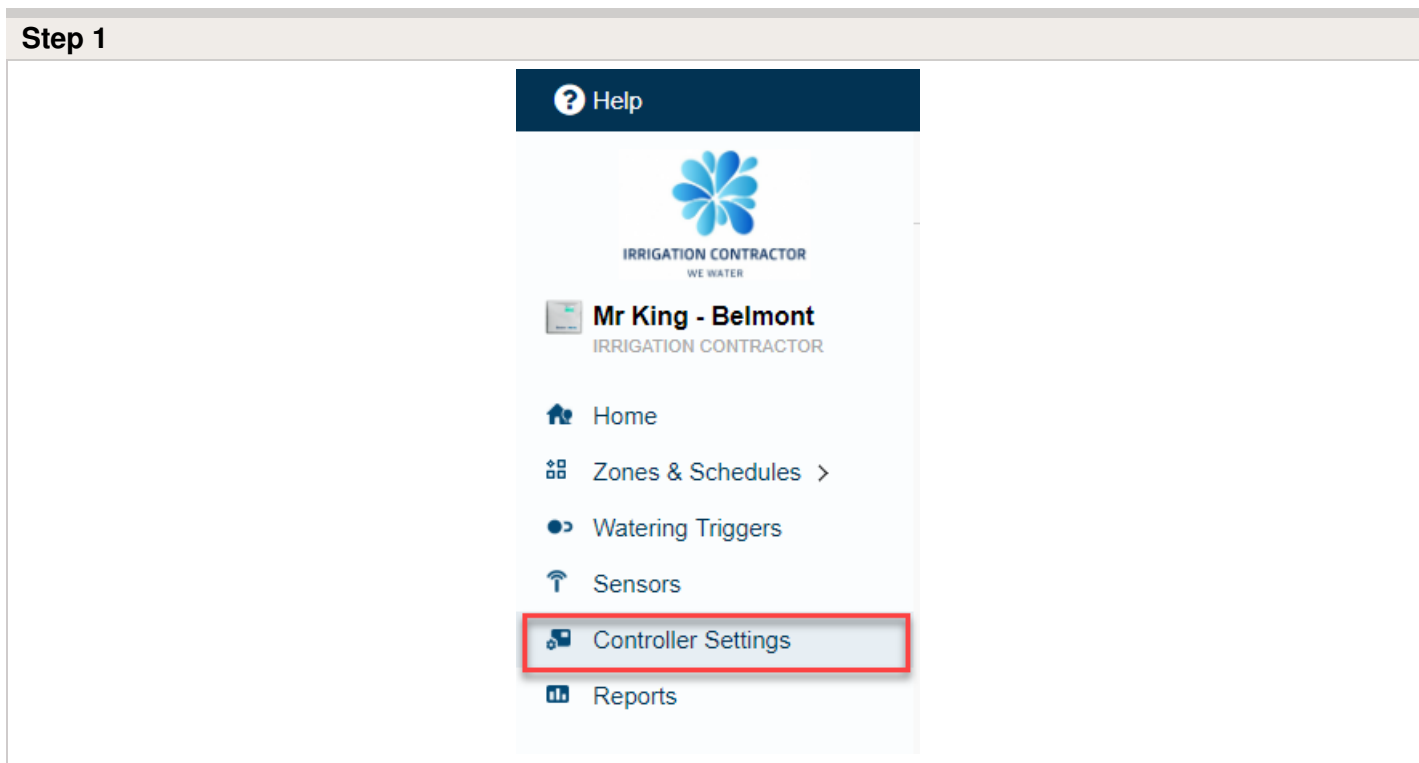 Step 1
? Help
IRRIGATION CONTRACTOR
WE WATER
Mr King - Belmont
IRRIGATION CONTRACTOR
Home
Zones & Schedules >
Watering Triggers
Sensors
Controller Settings
Reports